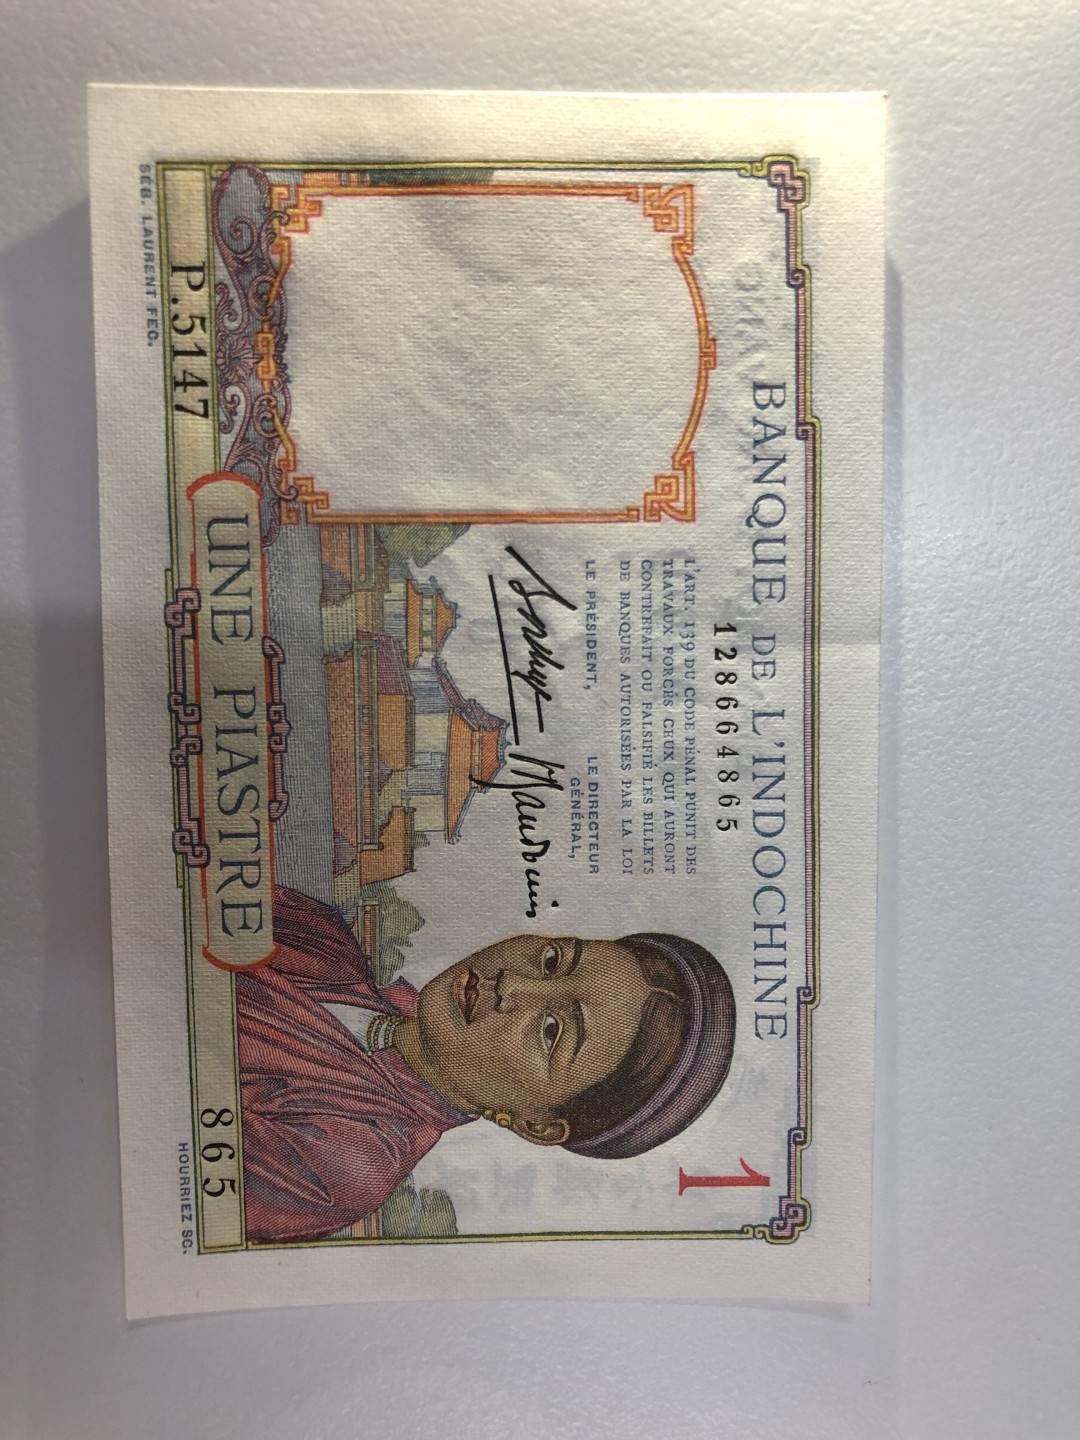 BANQUE DE L'INDOCHINE
128664865
1
L'ART. 139 DU CODE PÉNAL PUNIT DES
TRAVAUX FORCÉS CEUX QUI AURONT
CONTREFAIT OU FALSIFIÉ LES BILLETS
DE BANQUES AUTORISÉES PAR LA LOI
LE PRÉSIDENT,
LE DIRECTEUR
GÉNÉRAL,
P.5147
UNE PIASTRE
865
SÉB. LAURENT FEC.
HOURRIEZ SC.